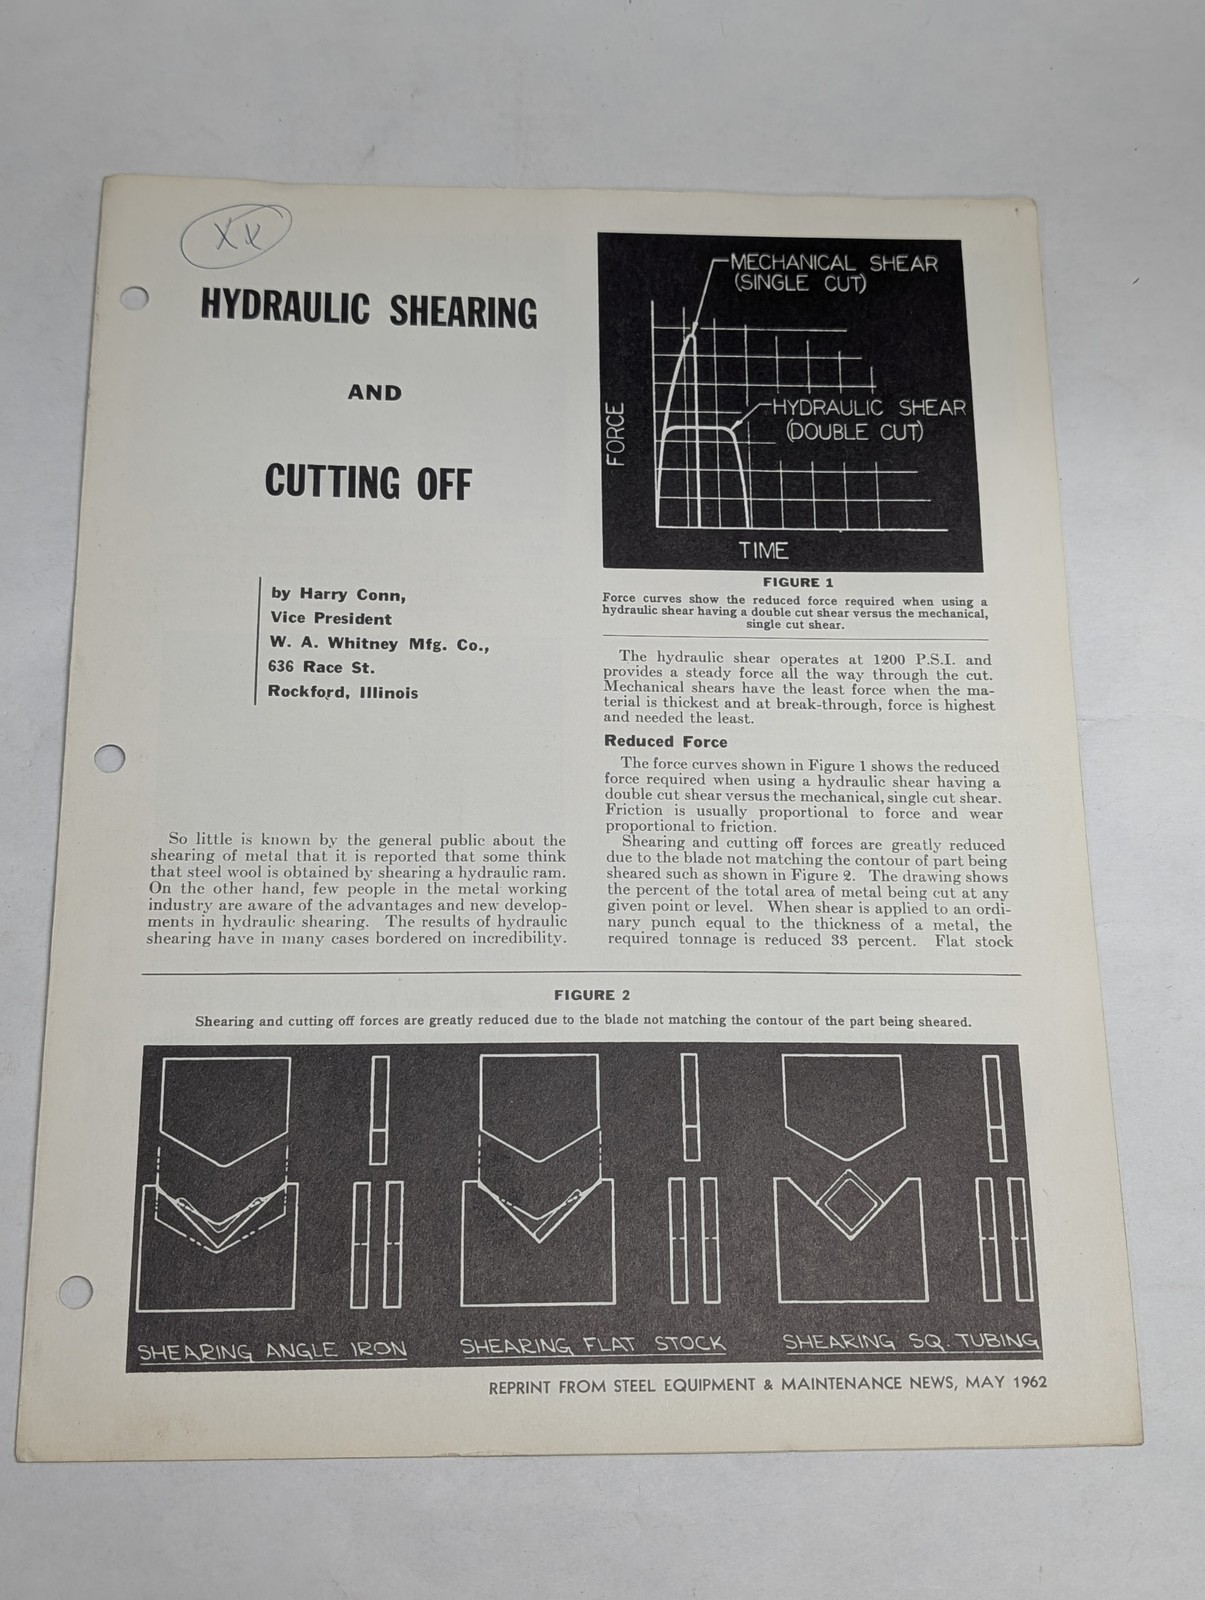 XX
HYDRAULIC SHEARING
AND
CUTTING OFF
by Harry Conn,
Vice President
W. A. Whitney Mfg. Co.,
636 Race St.
Rockford, Illinois
So little is known by the general public about the
shearing of metal that it is reported that some think
that steel wool is obtained by shearing a hydraulic ram.
On the other hand, few people in the metal working
industry are aware of the advantages and new develop-
ments in hydraulic shearing. The results of hydraulic
shearing have in many cases bordered on incredibility.
MECHANICAL SHEAR
(SINGLE CUT)
HYDRAULIC SHEAR
(DOUBLE CUT)
FORCE
TIME
FIGURE 1
Force curves show the reduced force required when using a
hydraulic shear having a double cut shear versus the mechanical,
single cut shear.
The hydraulic shear operates at 1200 P.S.I. and
provides a steady force all the way through the cut.
Mechanical shears have the least force when the ma-
terial is thickest and at break-through, force is highest
and needed the least.
Reduced Force
The force curves shown in Figure 1 shows the reduced
force required when using a hydraulic shear having a
double cut shear versus the mechanical, single cut shear.
Friction is usually proportional to force and wear
proportional to friction.
Shearing and cutting off forces are greatly reduced
due to the blade not matching the contour of part being
sheared such as shown in Figure 2. The drawing shows
the percent of the total area of metal being cut at any
given point or level. When shear is applied to an ordi-
nary punch equal to the thickness of a metal, the
required tonnage is reduced 33 percent. Flat stock
FIGURE 2
Shearing and cutting off forces are greatly reduced due to the blade not matching the contour of the part being sheared.
SHEARING ANGLE IRON
SHEARING FLAT STOCK
SHEARING SQ. TUBING
REPRINT FROM STEEL EQUIPMENT & MAINTENANCE NEWS, MAY 1962